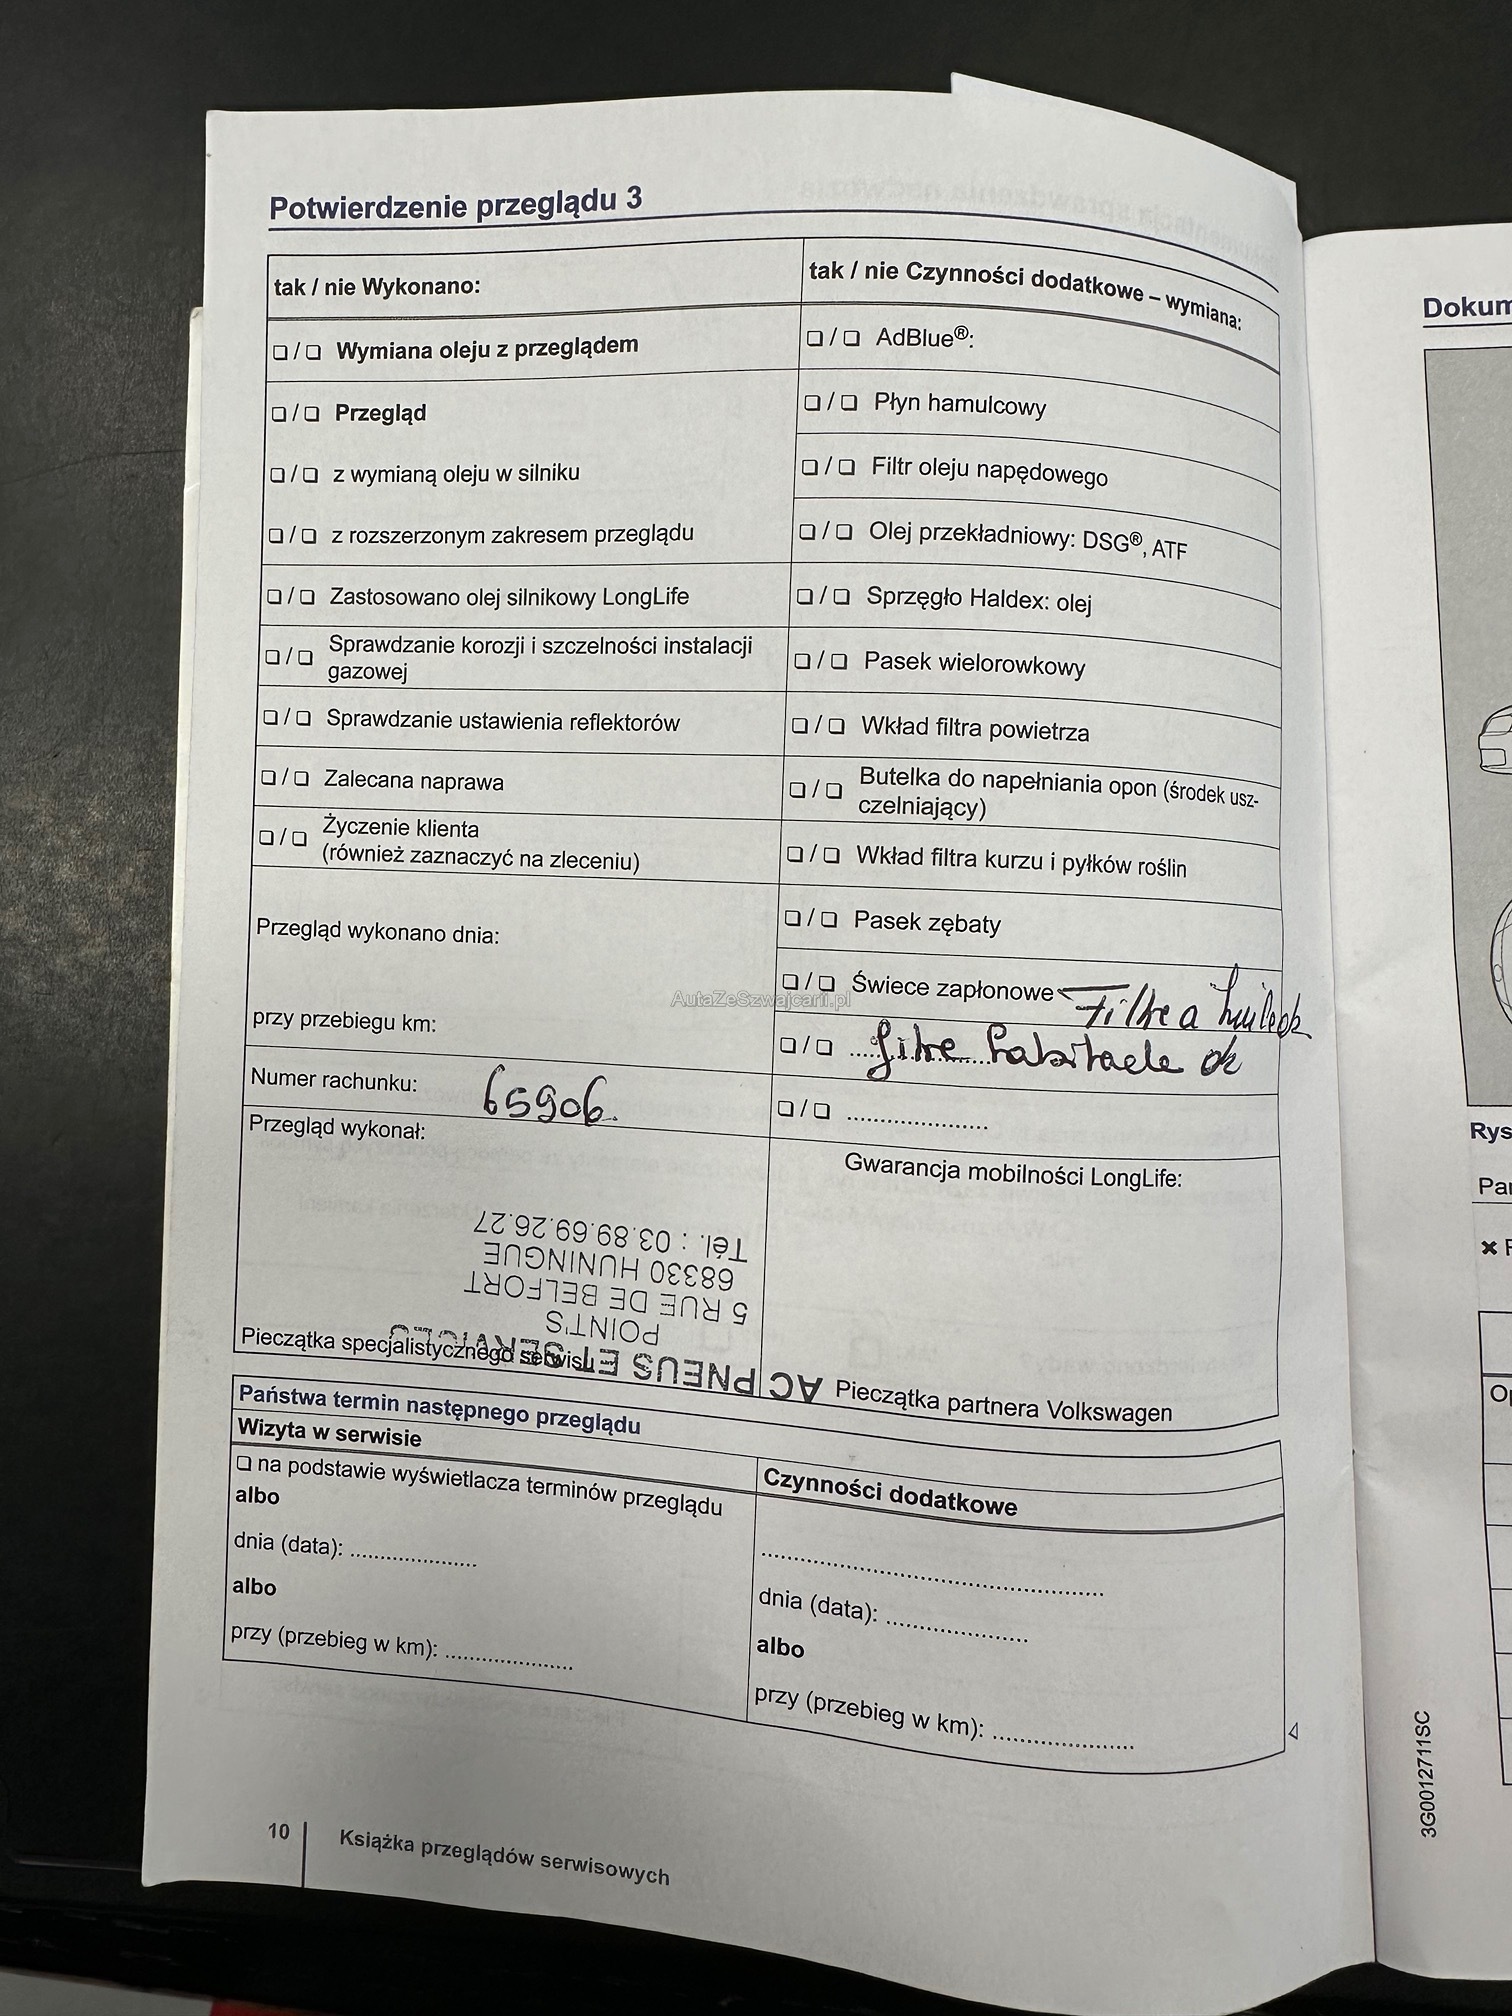 Potwierdzenie przeglądu 3
tak / nie Wykonano:
❏ / ❏ Wymiana oleju z przeglądem
❏ / ❏ Przegląd
❏ / ❏ z wymianą oleju w silniku
❏ / ❏ z rozszerzonym zakresem przeglądu
❏ / ❏ Zastosowano olej silnikowy LongLife
❏ / ❏ Sprawdzanie korozji i szczelności instalacji
gazowej
❏ / ❏ Sprawdzanie ustawienia reflektorów
❏ / ❏ Zalecana naprawa
❏ / ❏ Życzenie klienta
(również zaznaczyć na zleceniu)
Przegląd wykonano dnia:
przy przebiegu km:
Numer rachunku: 65906.
Przegląd wykonał:
AC PNEUS ET SERVICES
POINT'S
5 RUE DE BELFORT
68330 HUNINGUE
Tél. : 03.89.69.26.27
Pieczątka specjalistycznego serwisu
tak / nie Czynności dodatkowe – wymiana:
❏ / ❏ AdBlue®:
❏ / ❏ Płyn hamulcowy
❏ / ❏ Filtr oleju napędowego
❏ / ❏ Olej przekładniowy: DSG®, ATF
❏ / ❏ Sprzęgło Haldex: olej
❏ / ❏ Pasek wielorowkowy
❏ / ❏ Wkład filtra powietrza
❏ / ❏ Butelka do napełniania opon (środek usz-
czelniający)
❏ / ❏ Wkład filtra kurzu i pyłków roślin
❏ / ❏ Pasek zębaty
❏ / ❏ Świece zapłonowe Filtre a huile ok
❏ / ❏ ..... habitacle ok
❏ / ❏ .....................
Gwarancja mobilności LongLife:
Pieczątka partnera Volkswagen
Państwa termin następnego przeglądu
Wizyta w serwisie
❏ na podstawie wyświetlacza terminów przeglądu
albo
dnia (data): ....................
albo
przy (przebieg w km): ....................
Czynności dodatkowe
......................................................
dnia (data): ......................
albo
przy (przebieg w km): ......................
10
Książka przeglądów serwisowych
AutaZeSzwajcarii.pl
3G0012711SC
Dokum
Rys
Par